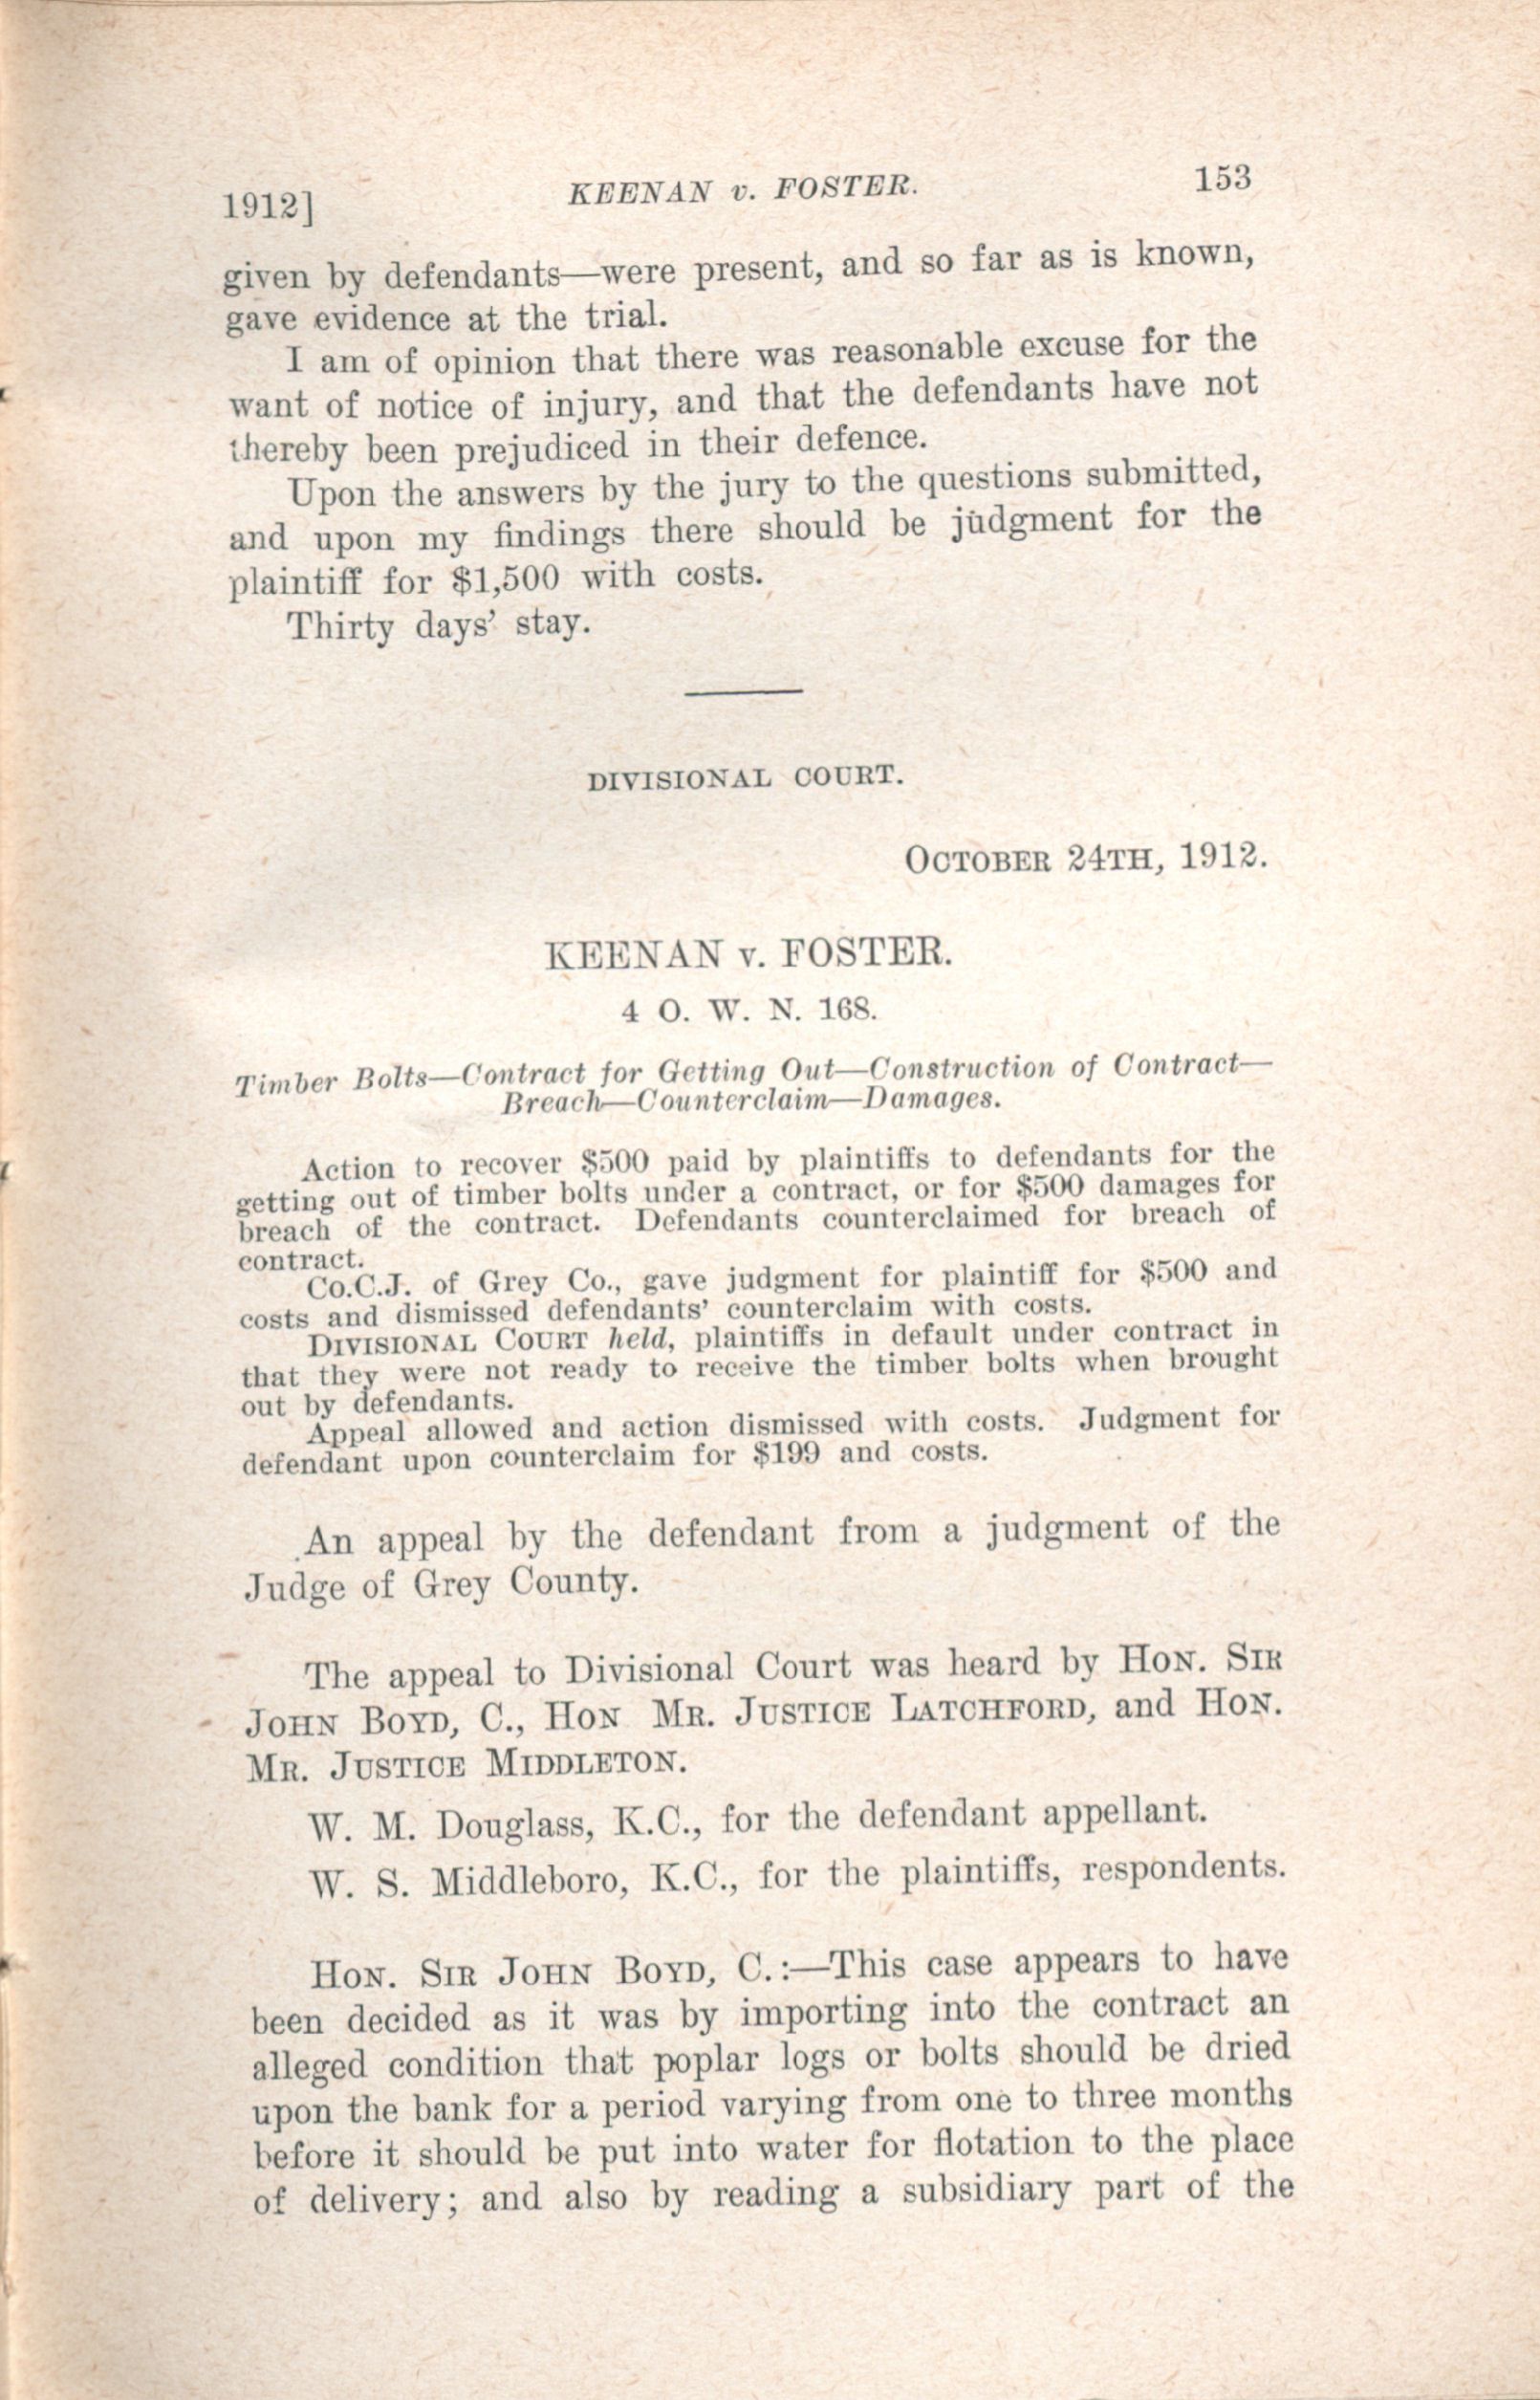 1912]
KEENAN v. FOSTER.
153
given by defendants—were present, and so far as is known,
gave evidence at the trial.
I am of opinion that there was reasonable excuse for the
want of notice of injury, and that the defendants have not
thereby been prejudiced in their defence.
Upon the answers by the jury to the questions submitted,
and upon my findings there should be judgment for the
plaintiff for $1,500 with costs.
Thirty days' stay.
DIVISIONAL COURT.
OCTOBER 24TH, 1912.
KEENAN v. FOSTER.
4 O. W. N. 168.
Timber Bolts—Contract for Getting Out—Construction of Contract—
Breach—Counterclaim—Damages.
Action to recover $500 paid by plaintiffs to defendants for the
getting out of timber bolts under a contract, or for $500 damages for
breach of the contract. Defendants counterclaimed for breach of
contract.
CO.C.J. of Grey Co., gave judgment for plaintiff for $500 and
costs and dismissed defendants' counterclaim with costs.
DIVISIONAL COURT held, plaintiffs in default under contract in
that they were not ready to receive the timber bolts when brought
out by defendants.
Appeal allowed and action dismissed with costs. Judgment for
defendant upon counterclaim for $199 and costs.
An appeal by the defendant from a judgment of the
Judge of Grey County.
The appeal to Divisional Court was heard by HON. SIR
JOHN BOYD, C., HON MR. JUSTICE LATCHFORD, and HON.
MR. JUSTICE MIDDLETON.
W. M. Douglass, K.C., for the defendant appellant.
W. S. Middleboro, K.C., for the plaintiffs, respondents.
HON. SIR JOHN BOYD, C.:—This case appears to have
been decided as it was by importing into the contract an
alleged condition that poplar logs or bolts should be dried
upon the bank for a period varying from one to three months
before it should be put into water for flotation to the place
of delivery; and also by reading a subsidiary part of the